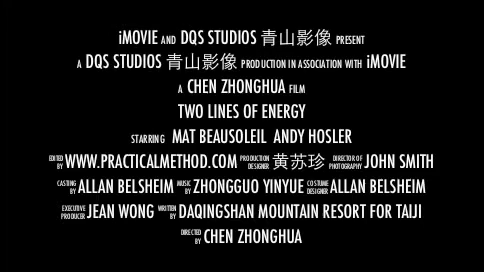 iMOVIE AND DQS STUDIOS 青山影像 PRESENT
A DQS STUDIOS 青山影像 PRODUCTION IN ASSOCIATION WITH iMOVIE
A CHEN ZHONGHUA FILM
TWO LINES OF ENERGY
STARRING MAT BEAUSOLEIL ANDY HOSLER
EDITED BY WWW.PRACTICALMETHOD.COM PRODUCTION DESIGNER 黄苏珍 DIRECTOR OF PHOTOGRAPHY JOHN SMITH
CASTING BY ALLAN BELSHEIM MUSIC BY ZHONGGUO YINYUE COSTUME DESIGNER ALLAN BELSHEIM
EXECUTIVE PRODUCER JEAN WONG WRITTEN BY DAQINGSHAN MOUNTAIN RESORT FOR TAIJI
DIRECTED BY CHEN ZHONGHUA